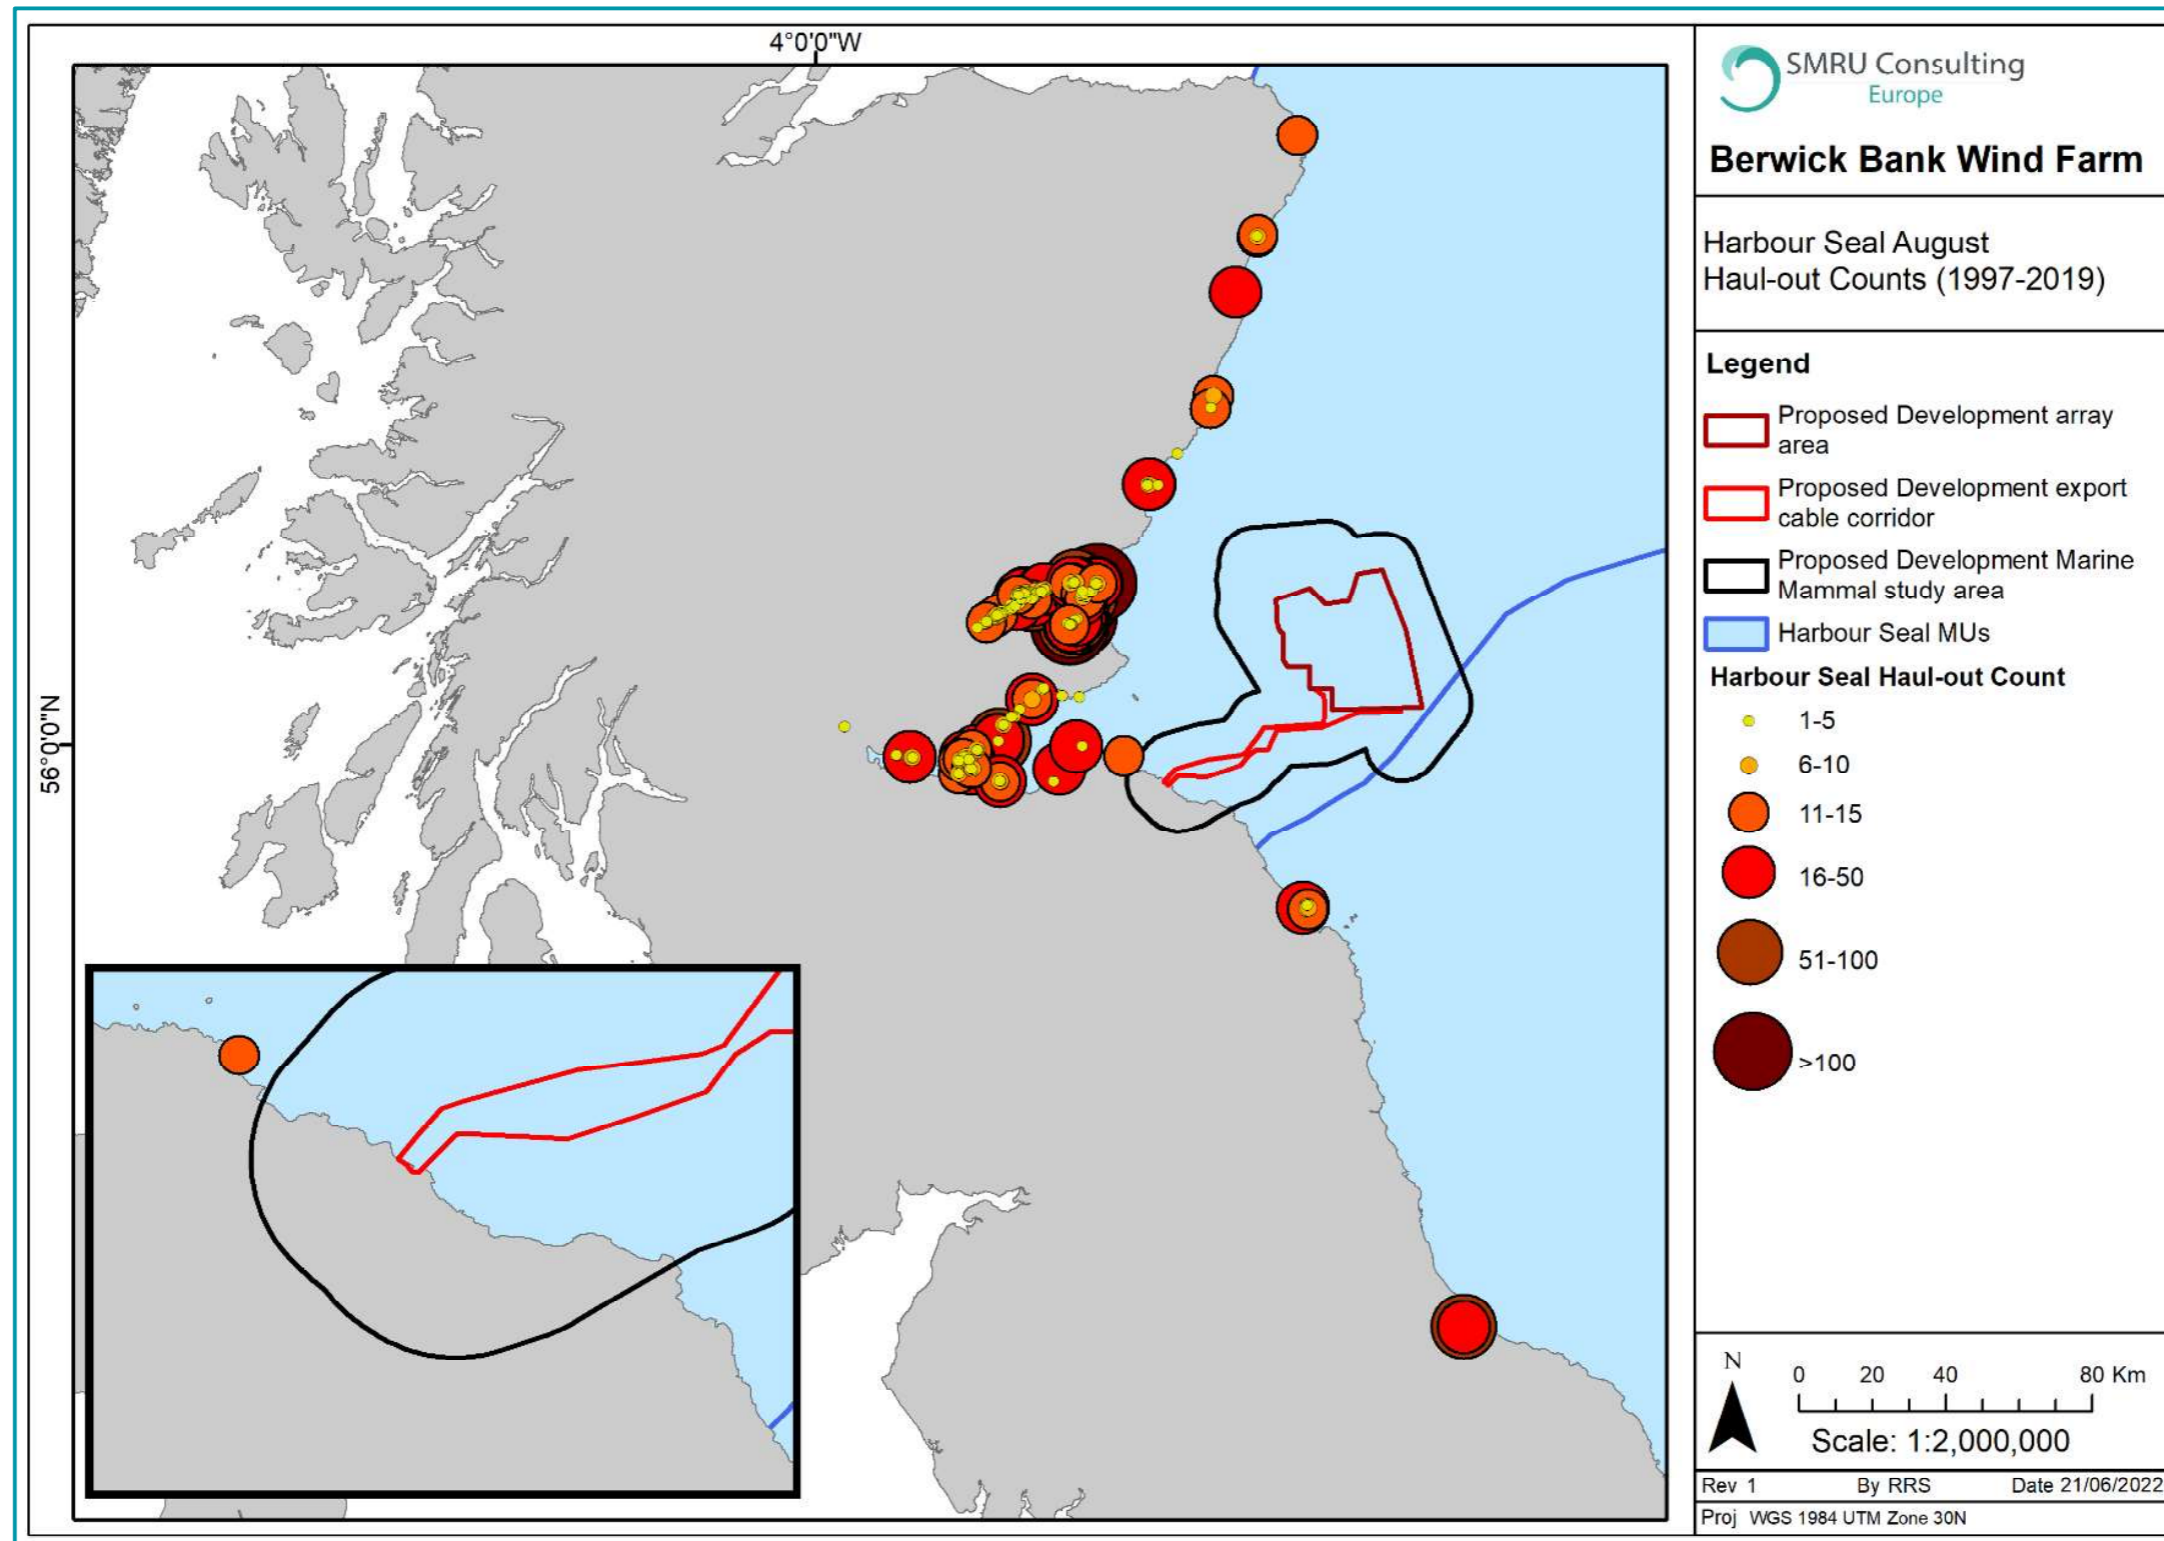 4°0'0"W
56°0'0"N
SMRU Consulting
Europe
Berwick Bank Wind Farm
Harbour Seal August
Haul-out Counts (1997-2019)
Legend
Proposed Development array
area
Proposed Development export
cable corridor
Proposed Development Marine
Mammal study area
Harbour Seal MUs
Harbour Seal Haul-out Count
1-5
6-10
11-15
16-50
51-100
>100
N
0 20 40 80 Km
Scale: 1:2,000,000
Rev 1 By RRS Date 21/06/2022
Proj WGS 1984 UTM Zone 30N